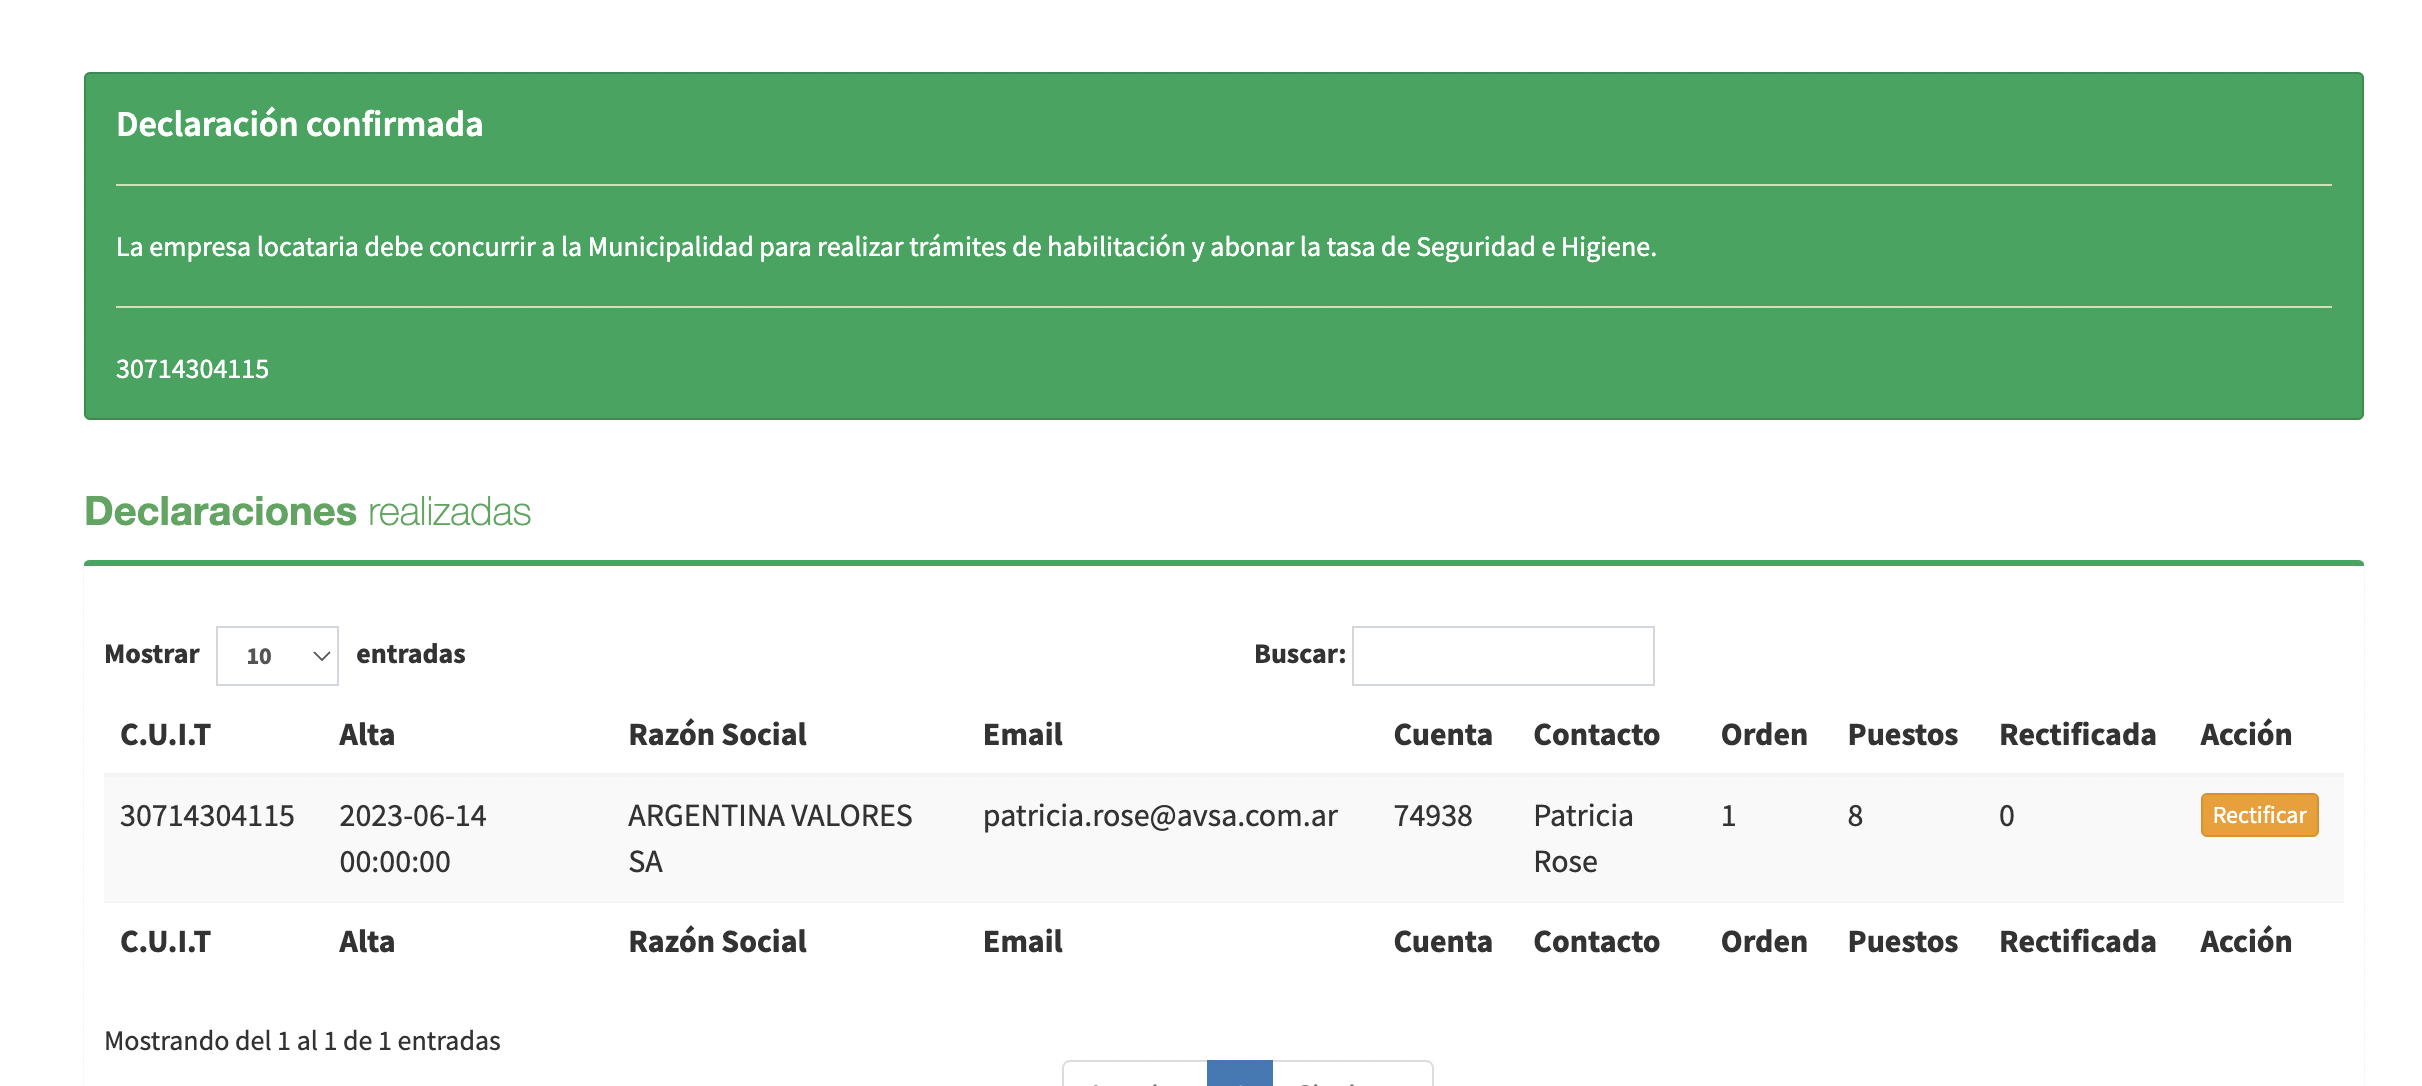 Declaración confirmada
La empresa locataria debe concurrir a la Municipalidad para realizar trámites de habilitación y abonar la tasa de Seguridad e Higiene.
30714304115
Declaraciones realizadas
Mostrar 10 entradas Buscar:
C.U.I.T Alta Razón Social Email Cuenta Contacto Orden Puestos Rectificada Acción
30714304115 2023-06-14 ARGENTINA VALORES patricia.rose@avsa.com.ar 74938 Patricia 1 8 0 Rectificar
00:00:00 SA Rose
C.U.I.T Alta Razón Social Email Cuenta Contacto Orden Puestos Rectificada Acción
Mostrando del 1 al 1 de 1 entradas